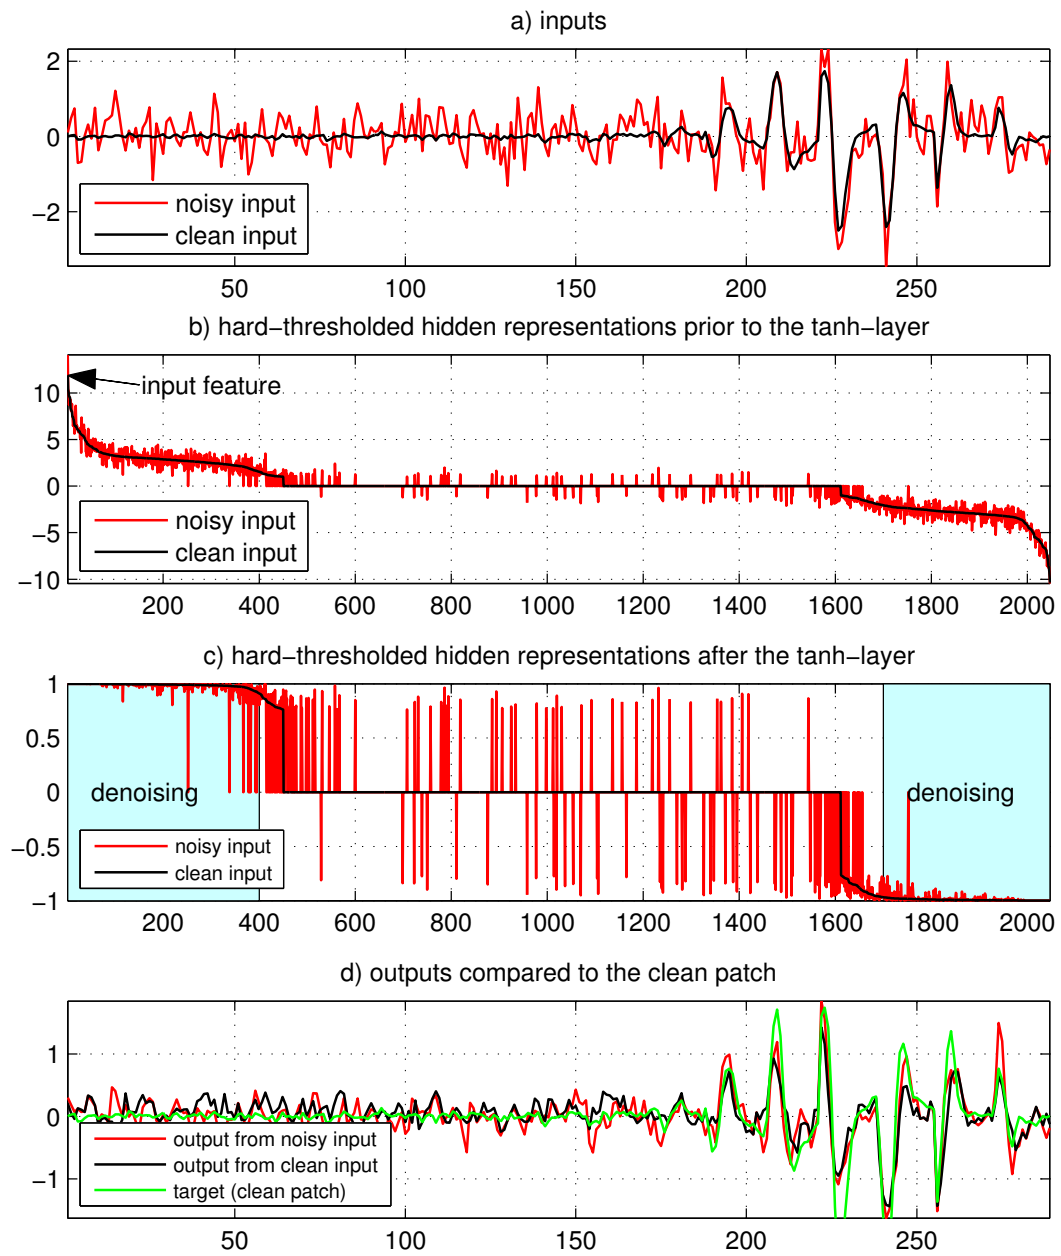 a) inputs
2
0
−2
noisy input
clean input
50
100
150
200
250
b) hard−thresholded hidden representations prior to the tanh−layer
10
5
0
−5
−10
input feature
noisy input
clean input
200
400
600
800
1000
1200
1400
1600
1800
2000
c) hard−thresholded hidden representations after the tanh−layer
1
0.5
0
−0.5
−1
denoising
denoising
noisy input
clean input
200
400
600
800
1000
1200
1400
1600
1800
2000
d) outputs compared to the clean patch
1
0
−1
output from noisy input
output from clean input
target (clean patch)
50
100
150
200
250